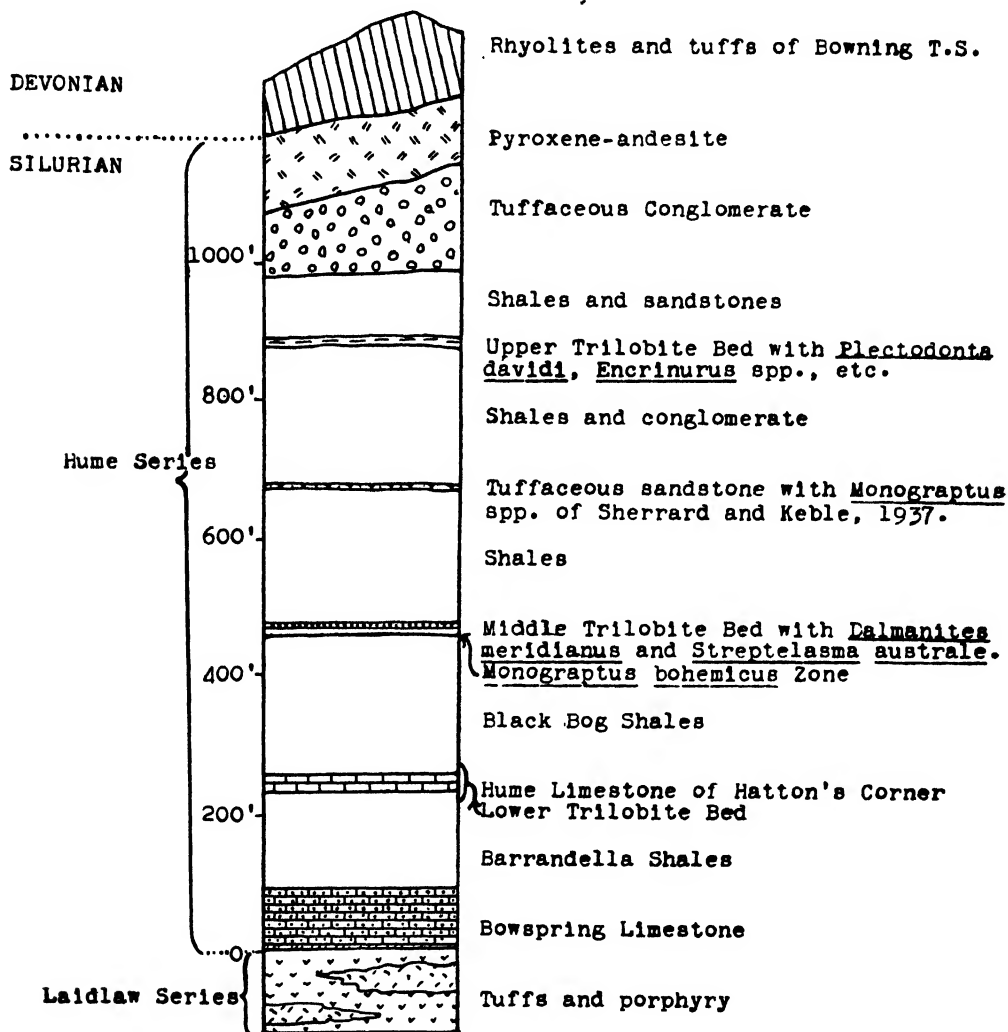 Rhyolites and tuffs of Bowning T.S.
DEVONIAN
Pyroxene-andesite
SILURIAN
Tuffaceous Conglomerate
1000'
Shales and sandstones
Upper Trilobite Bed with Plectodonta
davidi, Encrinurus spp., etc.
800'
Shales and conglomerate
Hume Series
Tuffaceous sandstone with Monograptus
spp. of Sherrard and Keble, 1937.
600'
Shales
Middle Trilobite Bed with Dalmanites
meridianus and Streptelasma australe.
Monograptus bohemicus Zone
400'
Black Bog Shales
Hume Limestone of Hatton's Corner
Lower Trilobite Bed
200'
Barrandella Shales
Bowspring Limestone
0
Laidlaw Series
Tuffs and porphyry